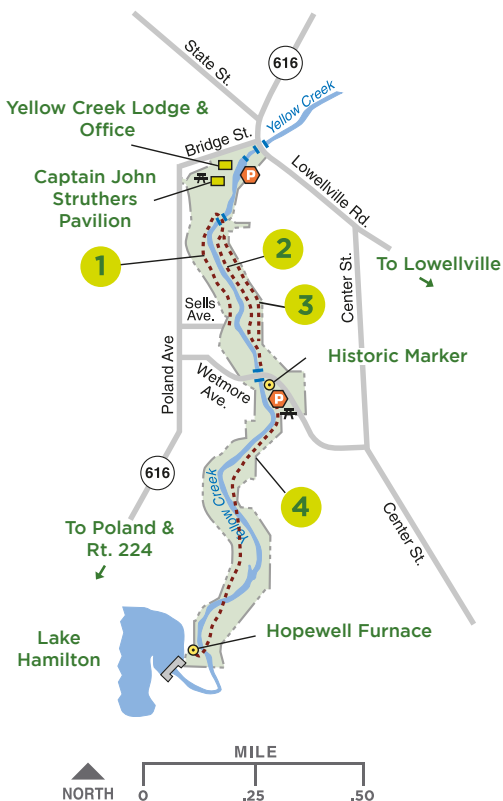 State St.
616
Yellow Creek
Yellow Creek Lodge &
Office
Bridge St.
P
Captain John
Struthers
Pavilion
Lowellville Rd.
1
2
3
To Lowellville
Center St.
Sells
Ave.
Historic Marker
Poland Ave
Wetmore
Ave.
P
616
4
Yellow Creek
Center St.
To Poland &
Rt. 224
Lake
Hamilton
Hopewell Furnace
MILE
NORTH
0
.25
.50